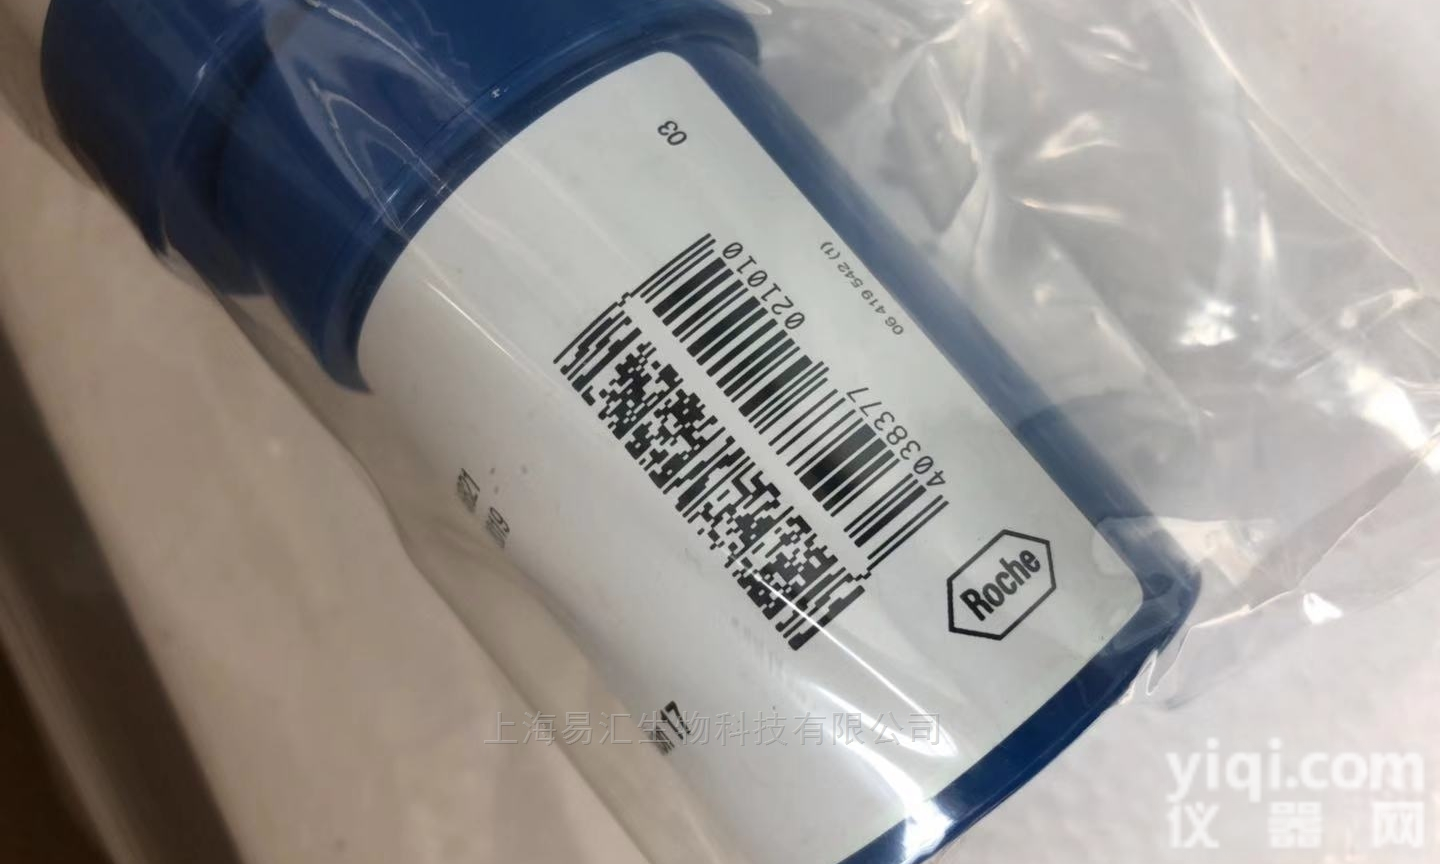 03
021010
4038377
06 419 542 (1)
Roche
上海易汇生物科技有限公司
yiqi.com
仪器网